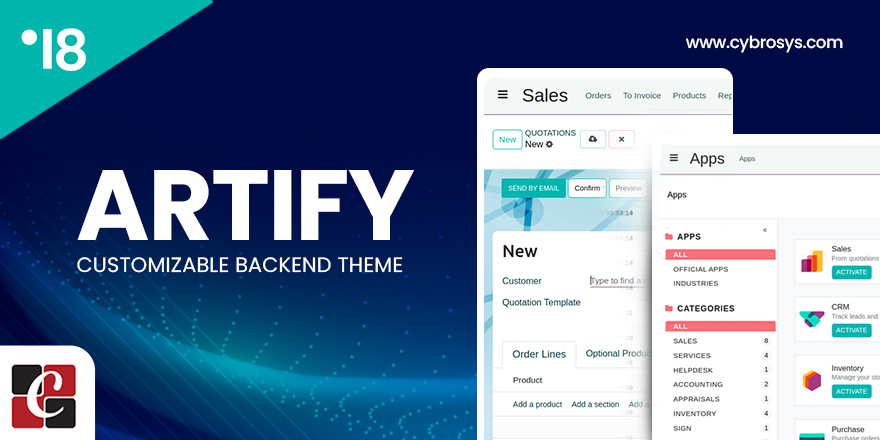 18
www.cybrosys.com
ARTIFY
CUSTOMIZABLE BACKEND THEME
C
Sales Orders To Invoice Products
New QUOTATIONS
New
SEND BY EMAIL Confirm Preview
New
Customer Type to find a
Quotation Template
Order Lines Optional
Product
Add a product Add a section Add
Apps Apps
Apps
APPS
ALL
OFFICIAL APPS
INDUSTRIES
CATEGORIES
ALL
SALES 8
SERVICES 4
HELPDESK 1
ACCOUNTING 2
APPRAISALS 1
INVENTORY 4
SIGN 1
Sales
From quotations
ACTIVATE
CRM
Track leads and
ACTIVATE
Inventory
Manage your
ACTIVATE
Purchase
Purchase orders